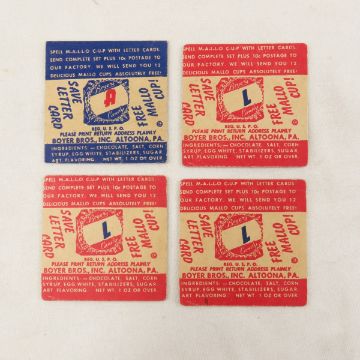 SPELL M-A-L-L-O C-U-P WITH LETTER CARDS.
SEND COMPLETE SET PLUS 10c POSTAGE TO
OUR FACTORY. WE WILL SEND YOU 12
DELICIOUS MALLO CUPS ABSOLUTELY FREE!
SAVE LETTER CARD
FREE MALLO CUP!
REG. U.S.P.O.
PLEASE PRINT RETURN ADDRESS PLAINLY
BOYER BROS., INC. ALTOONA, PA.
INGREDIENTS — CHOCOLATE, SALT, CORN
SYRUP, EGG WHITE, STABILIZERS, SUGAR,
ART. FLAVORING NET. 1 OZ OR OVER.
SPELL M-A-L-L-O C-U-P WITH LETTER CARDS.
SEND COMPLETE SET PLUS 10c POSTAGE TO
OUR FACTORY. WE WILL SEND YOU 12
DELICIOUS MALLO CUPS ABSOLUTELY FREE!
SAVE LETTER CARD
L
FREE MALLO CUP!
REG. U.S.P.O.
PLEASE PRINT RETURN ADDRESS PLAINLY
BOYER BROS., INC. ALTOONA, PA.
INGREDIENTS — CHOCOLATE, SALT, CORN
SYRUP, EGG WHITE, STABILIZERS, SUGAR,
ART. FLAVORING NET. 1 OZ OR OVER.
SPELL M-A-L-L-O C-U-P WITH LETTER CARDS.
SEND COMPLETE SET PLUS 10c POSTAGE TO
OUR FACTORY. WE WILL SEND YOU 12
DELICIOUS MALLO CUPS ABSOLUTELY FREE!
SAVE LETTER CARD
L
FREE MALLO CUP!
REG. U.S.P.O.
PLEASE PRINT RETURN ADDRESS PLAINLY
BOYER BROS., INC. ALTOONA, PA.
INGREDIENTS — CHOCOLATE, SALT, CORN
SYRUP, EGG WHITE, STABILIZERS, SUGAR,
ART FLAVORING NET. WT. 1 OZ OR OVER
SPELL M-A-L-L-O C-U-P WITH LETTER CARDS.
SEND COMPLETE SET PLUS 10c POSTAGE TO
OUR FACTORY. WE WILL SEND YOU 12
DELICIOUS MALLO CUPS ABSOLUTELY FREE!
SAVE LETTER CARD
L
FREE MALLO CUP!
REG. U.S.P.O.
PLEASE PRINT RETURN ADDRESS PLAINLY
BOYER BROS., INC. ALTOONA, PA.
INGREDIENTS — CHOCOLATE, SALT, CORN
SYRUP, EGG WHITE, STABILIZERS, SUGAR,
ART FLAVORING NET. WT. 1 OZ OR OVER